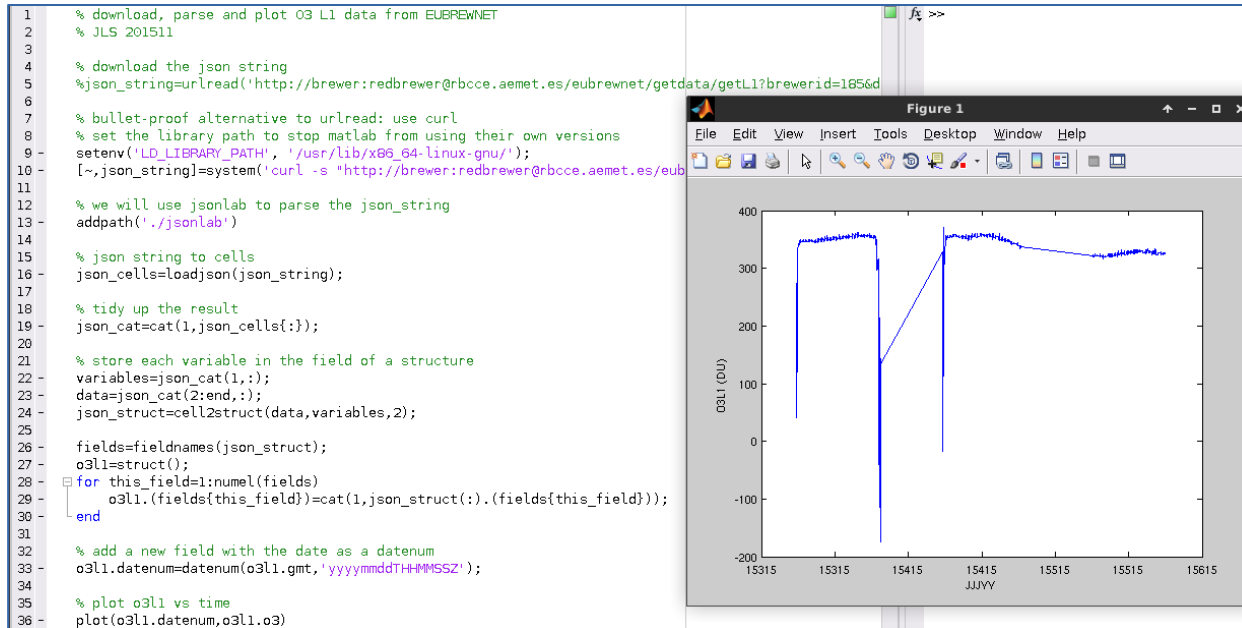 1 % download, parse and plot O3 L1 data from EUBREWNET
2 % JLS 201511
3
4 % download the json string
5 %json_string=urlread('http://brewer:redbrewer@rbcce.aemet.es/eubrewnet/getdata/getL1?brewerid=185&d
6
7 % bullet-proof alternative to urlread: use curl
8 % set the library path to stop matlab from using their own versions
9 - setenv('LD_LIBRARY_PATH', '/usr/lib/x86_64-linux-gnu/');
10 - [~,json_string]=system('curl -s "http://brewer:redbrewer@rbcce.aemet.es/eub
11
12 % we will use jsonlab to parse the json_string
13 - addpath('./jsonlab')
14
15 % json string to cells
16 - json_cells=loadjson(json_string);
17
18 % tidy up the result
19 - json_cat=cat(1,json_cells{:});
20
21 % store each variable in the field of a structure
22 - variables=json_cat(1,:);
23 - data=json_cat(2:end,:);
24 - json_struct=cell2struct(data,variables,2);
25
26 - fields=fieldnames(json_struct);
27 - o3l1=struct();
28 - for this_field=1:numel(fields)
29 - o3l1.(fields{this_field})=cat(1,json_struct(:).(fields{this_field}));
30 - end
31
32 % add a new field with the date as a datenum
33 - o3l1.datenum=datenum(o3l1.gmt,'yyyymmddTHHMMSSZ');
34
35 % plot o3l1 vs time
36 - plot(o3l1.datenum,o3l1.o3)
fx >>
Figure 1
File Edit View Insert Tools Desktop Window Help
400
300
200
100
0
-100
-200
O3L1 (DU)
15315 15315 15415 15415 15515 15515 15615
JJJYY